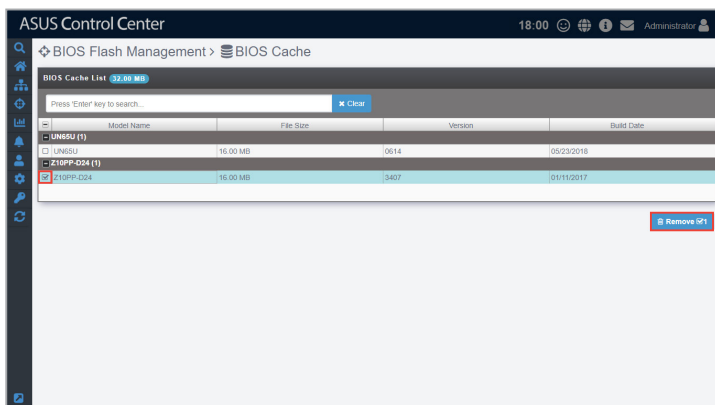 ASUS Control Center
18:00 Administrator
BIOS Flash Management > BIOS Cache
BIOS Cache List 32.00 MB
Press 'Enter' key to search... Clear
Model Name File Size Version Build Date
UN65U (1)
UN65U 16.00 MB 0614 05/23/2018
Z10PP-D24 (1)
Z10PP-D24 16.00 MB 3407 01/11/2017
Remove 1